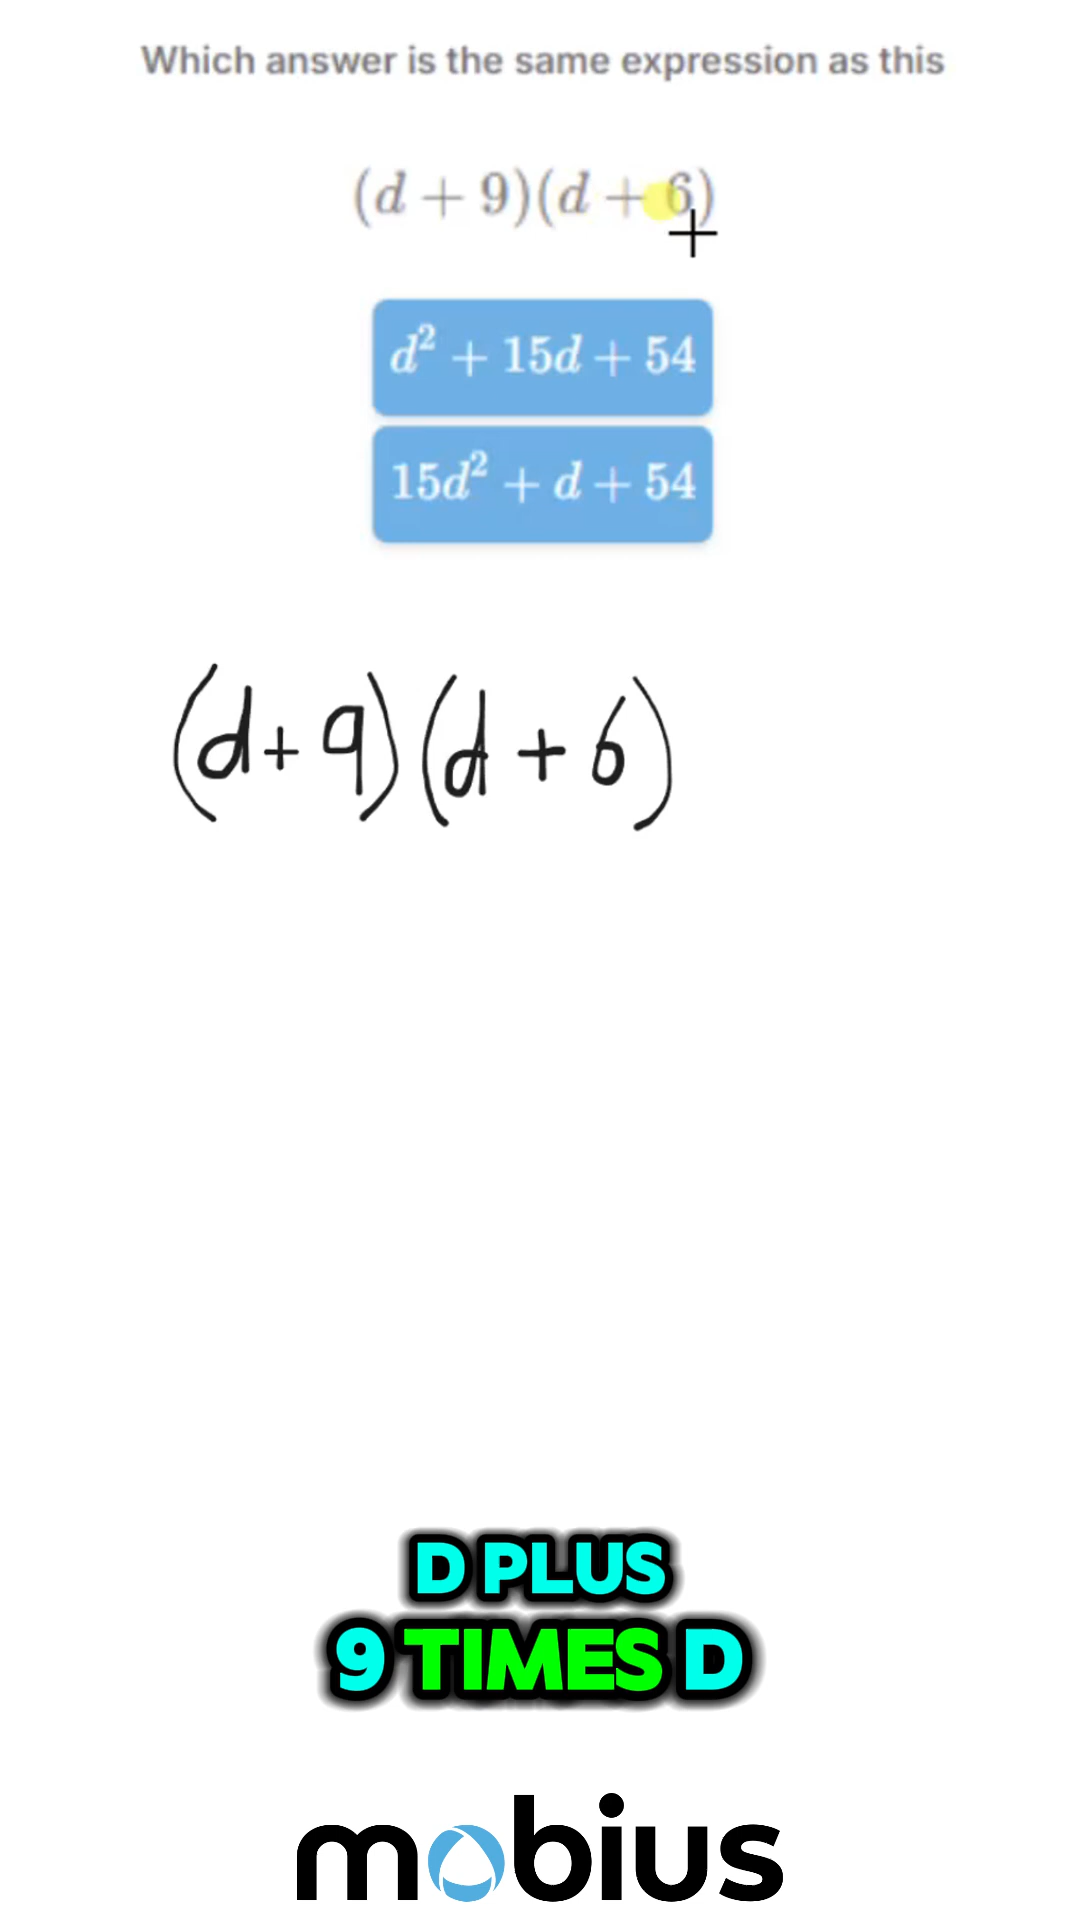 Which answer is the same expression as this
(d + 9)(d + 6)
d² + 15d + 54
15d² + d + 54
(d+9)(d+6)
D PLUS
9 TIMES D
mobius